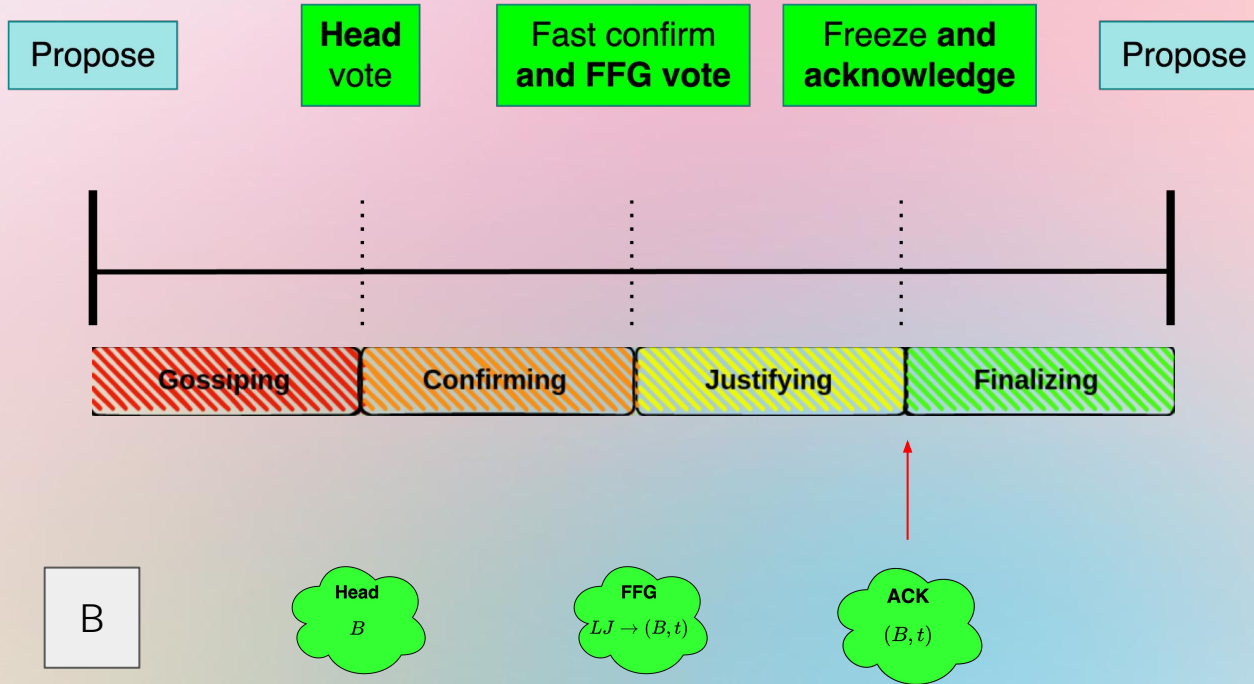 Propose
Head
vote
Fast confirm
and FFG vote
Freeze and
acknowledge
Propose
Gossiping
Confirming
Justifying
Finalizing
B
Head
B
FFG
LJ → (B, t)
ACK
(B, t)